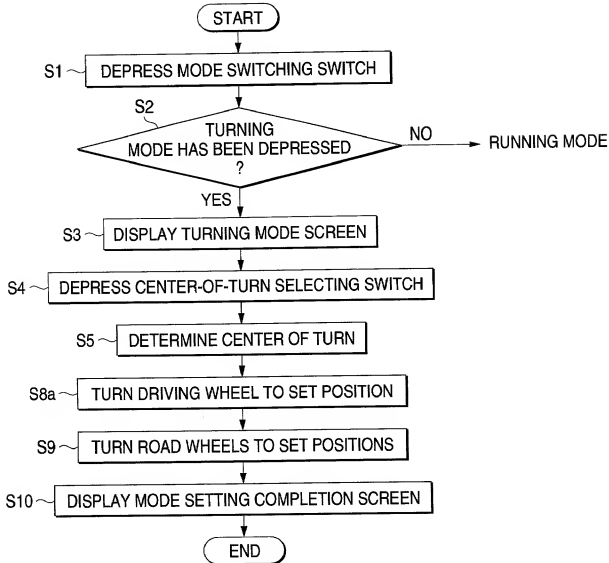 START
S1 DEPRESS MODE SWITCHING SWITCH
S2
TURNING
MODE HAS BEEN DEPRESSED
?
NO
RUNNING MODE
YES
S3 DISPLAY TURNING MODE SCREEN
S4 DEPRESS CENTER-OF-TURN SELECTING SWITCH
S5 DETERMINE CENTER OF TURN
S8a TURN DRIVING WHEEL TO SET POSITION
S9 TURN ROAD WHEELS TO SET POSITIONS
S10 DISPLAY MODE SETTING COMPLETION SCREEN
END